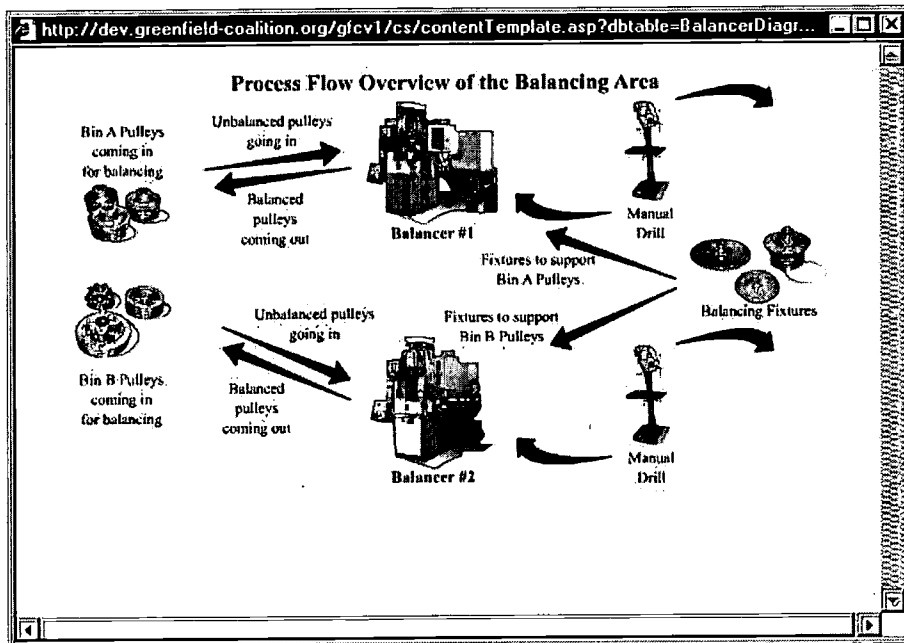 http://dev.greenfield-coalition.org/gfcv1/cs/contentTemplate.asp?dbtable=BalancerDiagr...
Process Flow Overview of the Balancing Area
Bin A Pulleys
coming in
for balancing
Unbalanced pulleys
going in
Balanced
pulleys
coming out
Balancer #1
Manual
Drill
Fixtures to support
Bin A Pulleys.
Balancing Fixtures
Unbalanced pulleys
going in
Fixtures to support
Bin B Pulleys
Bin B Pulleys
coming in
for balancing
Balanced
pulleys
coming out
Balancer #2
Manual
Drill